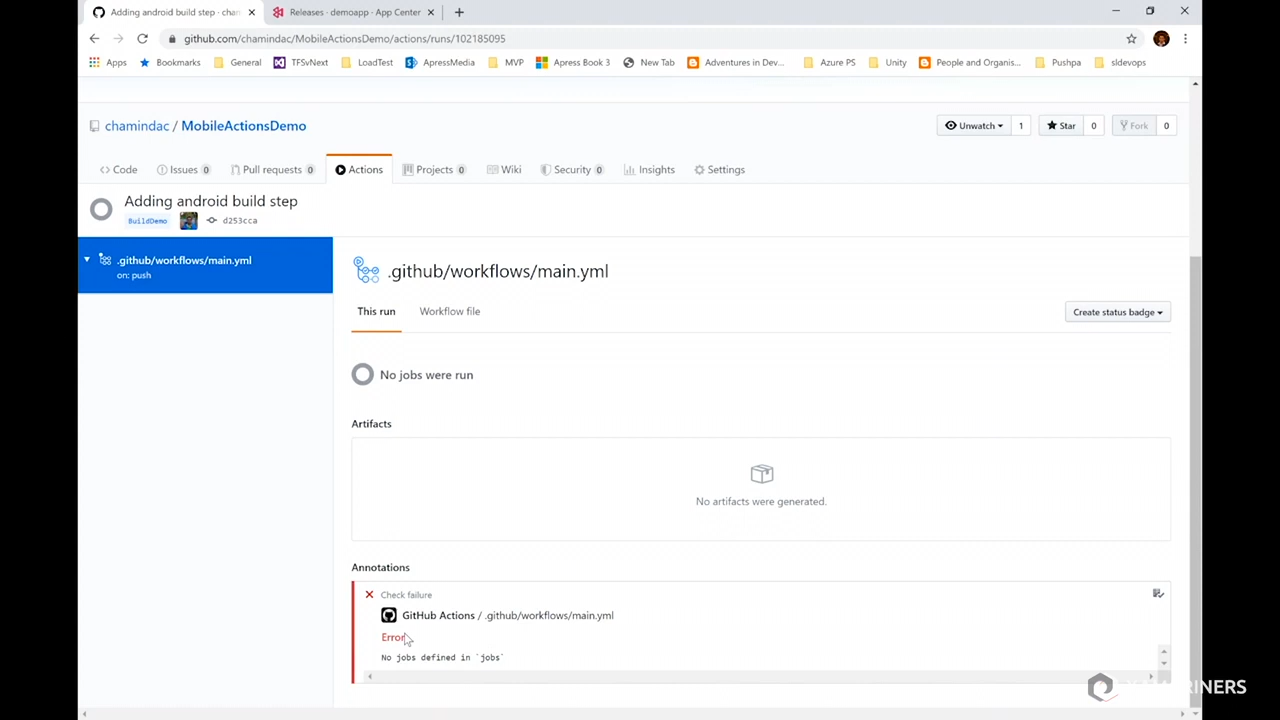 Adding android build step · chan
Releases · demoapp · App Center
github.com/chamindac/MobileActionsDemo/actions/runs/102185095
Apps
Bookmarks
General
TFSvNext
LoadTest
ApressMedia
MVP
Apress Book 3
New Tab
Adventures in Dev...
Azure PS
Unity
People and Organis...
Pushpa
sldevops
chamindac / MobileActionsDemo
Unwatch 1
Star 0
Fork 0
Code
Issues 0
Pull requests 0
Actions
Projects 0
Wiki
Security 0
Insights
Settings
Adding android build step
BuildDemo
d253cca
.github/workflows/main.yml
on: push
.github/workflows/main.yml
This run
Workflow file
Create status badge
No jobs were run
Artifacts
No artifacts were generated.
Annotations
Check failure
GitHub Actions / .github/workflows/main.yml
Error
No jobs defined in `jobs`
RINERS